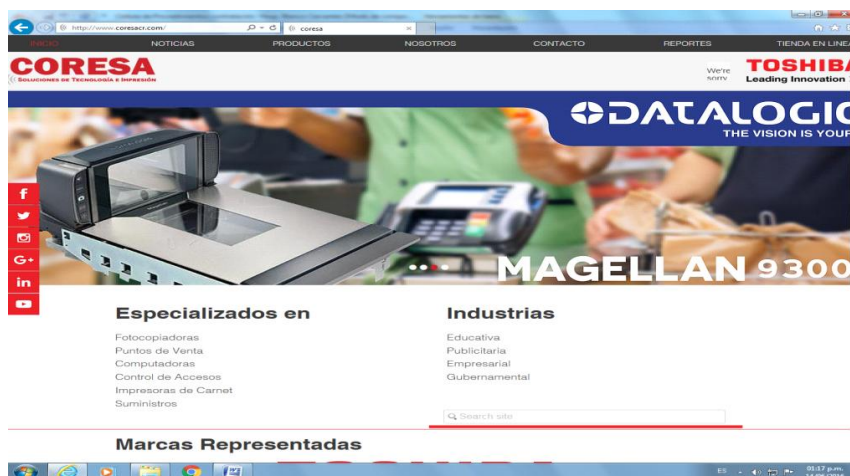 http://www.coresacr.com/
coresa
INICIO NOTICIAS PRODUCTOS NOSOTROS CONTACTO REPORTES TIENDA EN LINEA
CORESA
SOLUCIONES DE TECNOLOGÍA E IMPRESIÓN
We're
sorry
TOSHIBA
Leading Innovation
DATALOGIC
THE VISION IS YOUR
MAGELLAN 9300
Especializados en
Fotocopiadoras
Puntos de Venta
Computadoras
Control de Accesos
Impresoras de Carnet
Suministros
Industrias
Educativa
Publicitaria
Empresarial
Gubernamental
Search site
Marcas Representadas
ES
01:17 p.m.